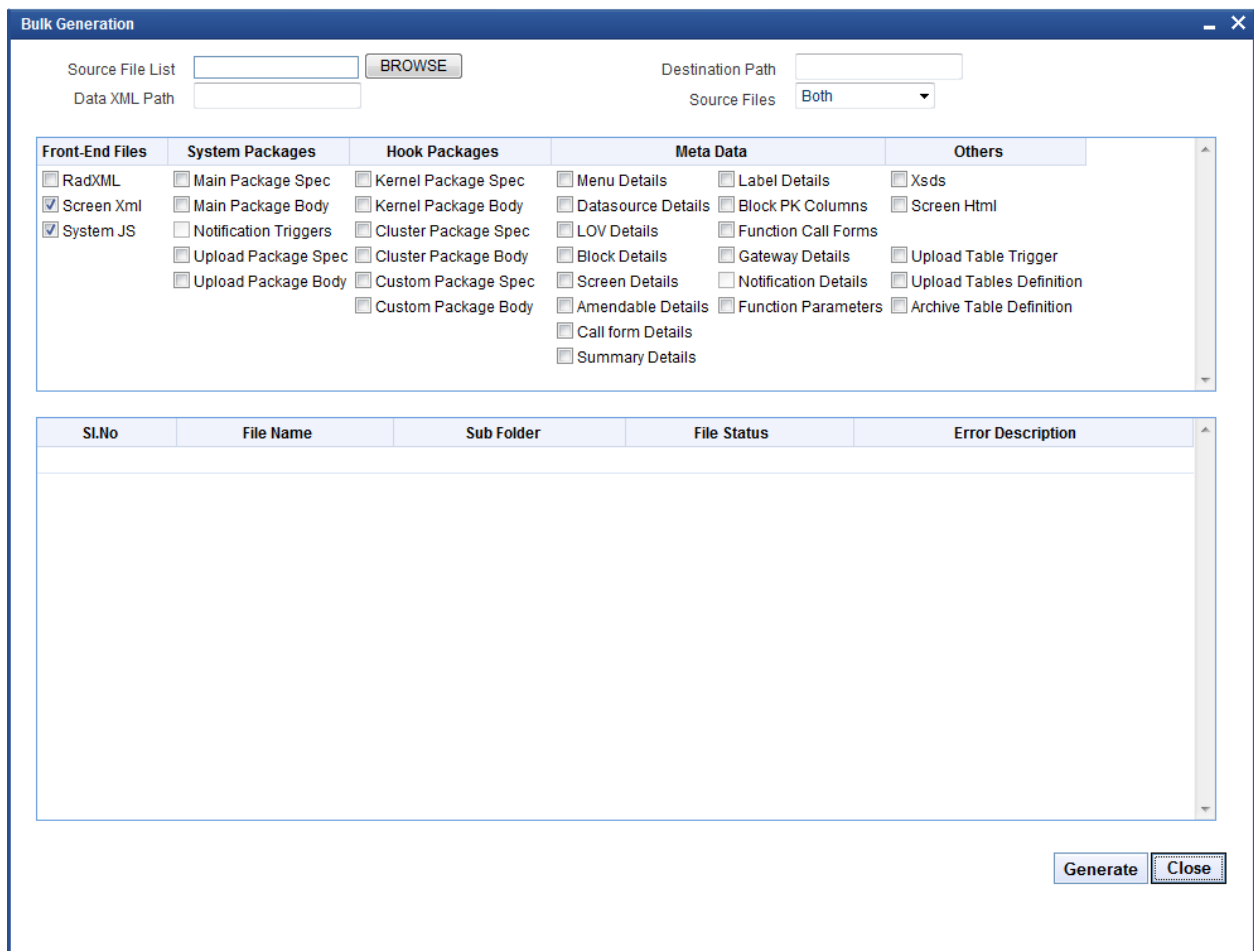 Bulk Generation
Source File List BROWSE Destination Path
Data XML Path Source Files Both
Front-End Files System Packages Hook Packages Meta Data Others
RadXML Main Package Spec Kernel Package Spec Menu Details Label Details Xsds
Screen Xml Main Package Body Kernel Package Body Datasource Details Block PK Columns Screen Html
System JS Notification Triggers Cluster Package Spec LOV Details Function Call Forms
Upload Package Spec Cluster Package Body Block Details Gateway Details Upload Table Trigger
Upload Package Body Custom Package Spec Screen Details Notification Details Upload Tables Definition
Custom Package Body Amendable Details Function Parameters Archive Table Definition
Call form Details
Summary Details
Sl.No File Name Sub Folder File Status Error Description
Generate Close